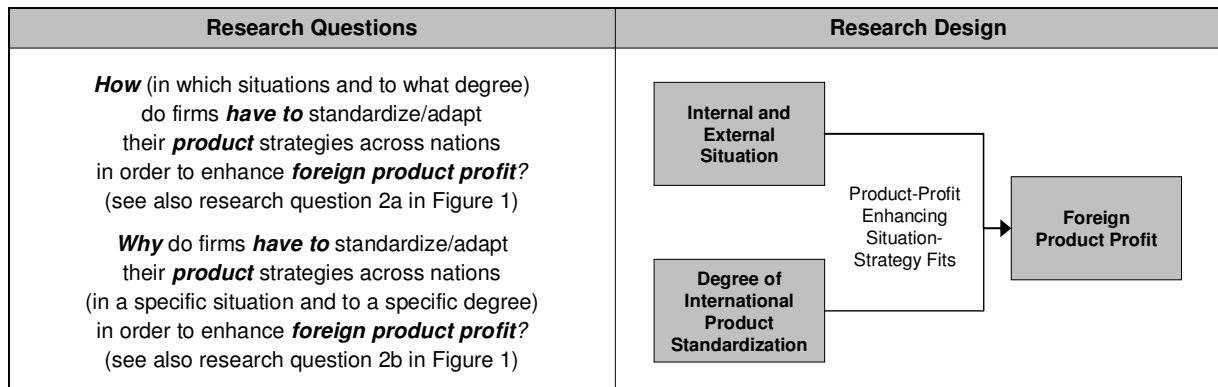 Research Questions
Research Design
How (in which situations and to what degree)
do firms have to standardize/adapt
their product strategies across nations
in order to enhance foreign product profit?
(see also research question 2a in Figure 1)
Why do firms have to standardize/adapt
their product strategies across nations
(in a specific situation and to a specific degree)
in order to enhance foreign product profit?
(see also research question 2b in Figure 1)
Internal and
External
Situation
Product-Profit
Enhancing
Situation-
Strategy Fits
Foreign
Product Profit
Degree of
International
Product
Standardization